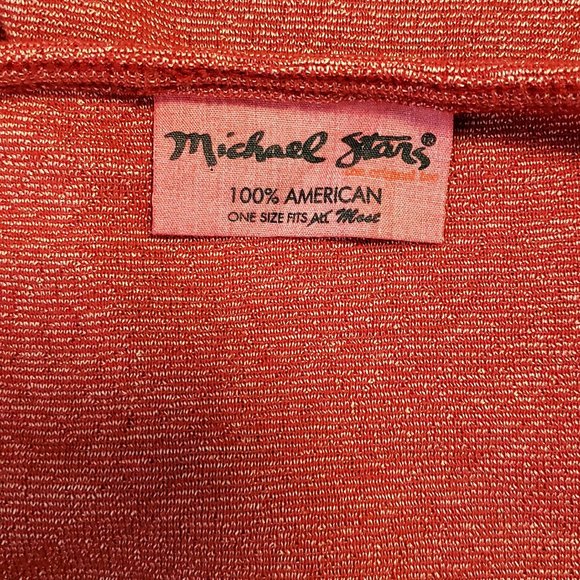 Michael Stars®
the original tee
100% AMERICAN
ONE SIZE FITS All Most